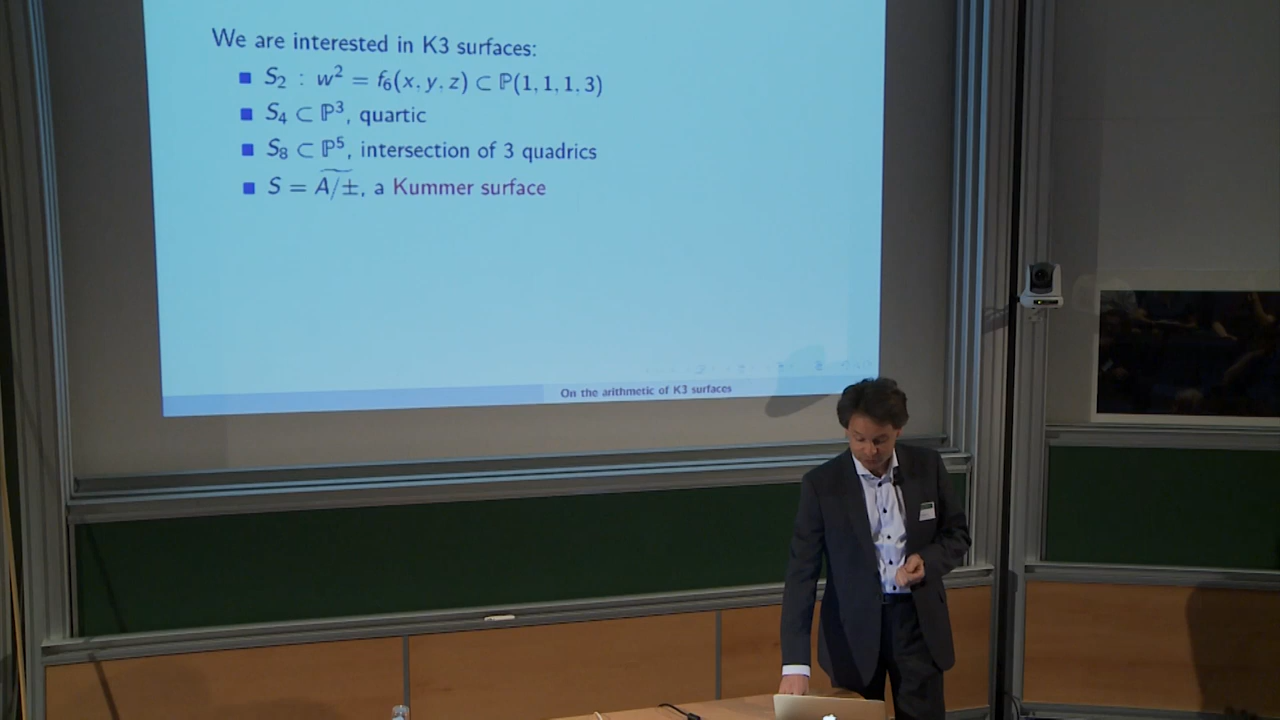 We are interested in K3 surfaces:
■ S₂ : w² = f₆(x, y, z) ⊂ ℙ(1, 1, 1, 3)
■ S₄ ⊂ ℙ³, quartic
■ S₈ ⊂ ℙ⁵, intersection of 3 quadrics
■ S = \widetilde{A/±}, a Kummer surface
On the arithmetic of K3 surfaces